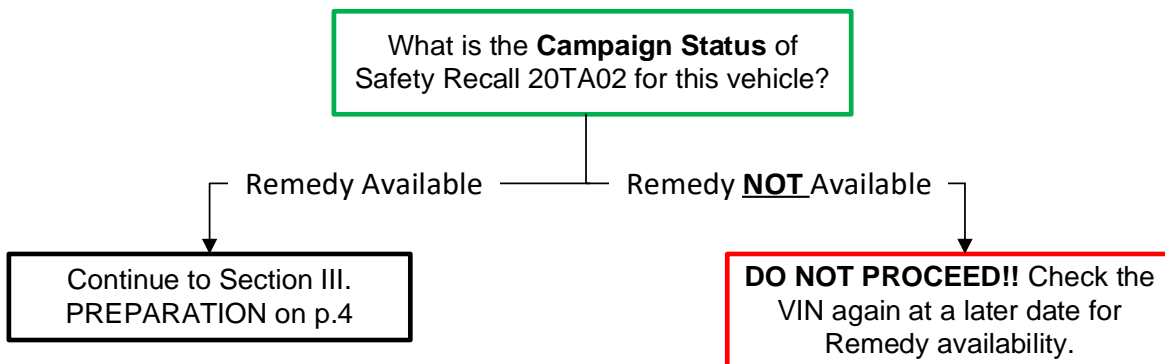 What is the Campaign Status of
Safety Recall 20TA02 for this vehicle?
Remedy Available
Remedy NOT Available
Continue to Section III.
PREPARATION on p.4
DO NOT PROCEED!! Check the
VIN again at a later date for
Remedy availability.